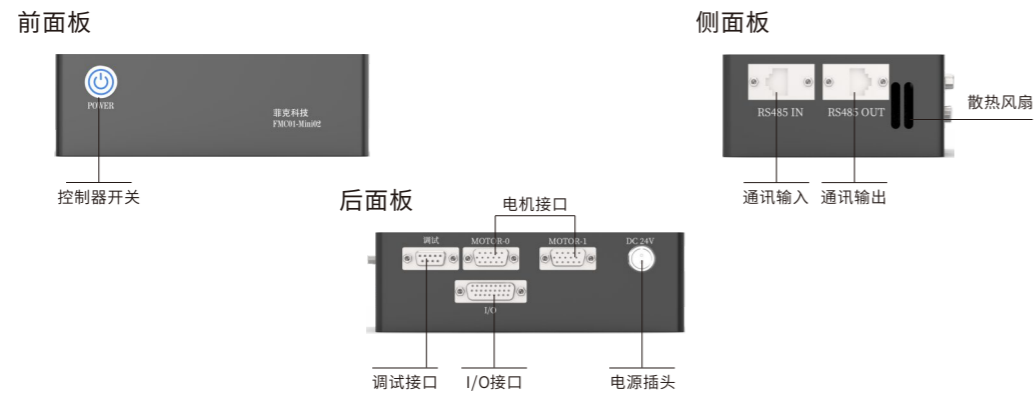 前面板
POWER
菲克科技
FMC01-Mini02
控制器开关
侧面板
RS485 IN
RS485 OUT
散热风扇
通讯输入
通讯输出
后面板
电机接口
调试
MOTOR-0
MOTOR-1
DC 24V
I/O
调试接口
I/O接口
电源插头